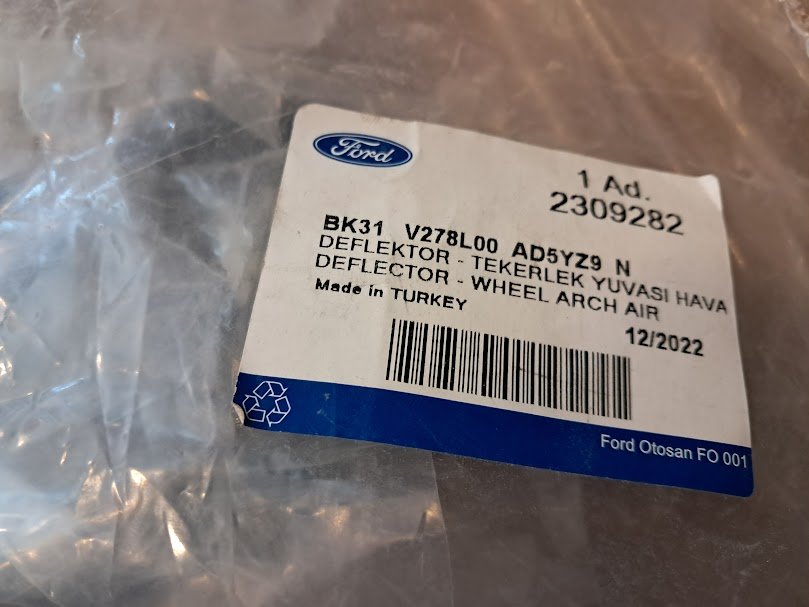 Ford
1 Ad.
2309282
BK31 V278L00 AD5YZ9 N
DEFLEKTOR - TEKERLEK YUVASI HAVA
DEFLECTOR - WHEEL ARCH AIR
Made in TURKEY
12/2022
Ford Otosan FO 001